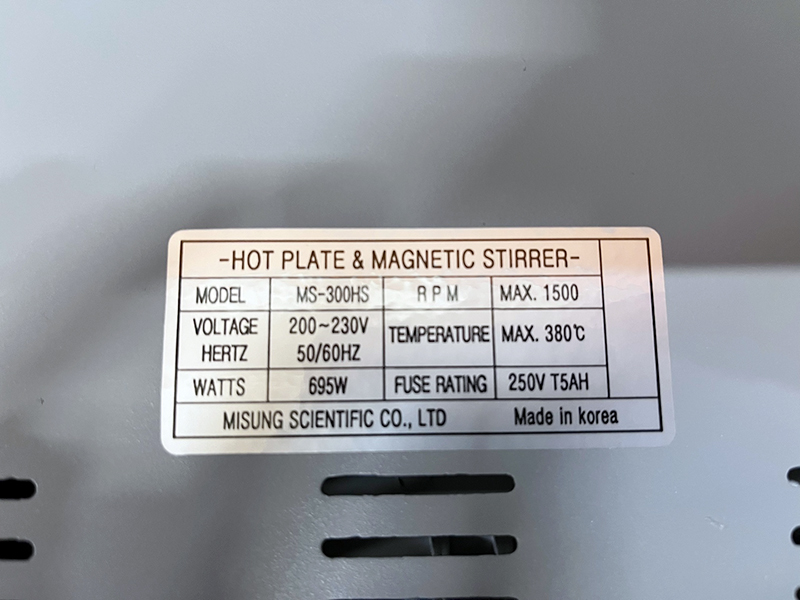 -HOT PLATE & MAGNETIC STIRRER-
MODEL MS-300HS R P M MAX. 1500
VOLTAGE 200~230V TEMPERATURE MAX. 380℃
HERTZ 50/60HZ
WATTS 695W FUSE RATING 250V T5AH
MISUNG SCIENTIFIC CO., LTD Made in korea